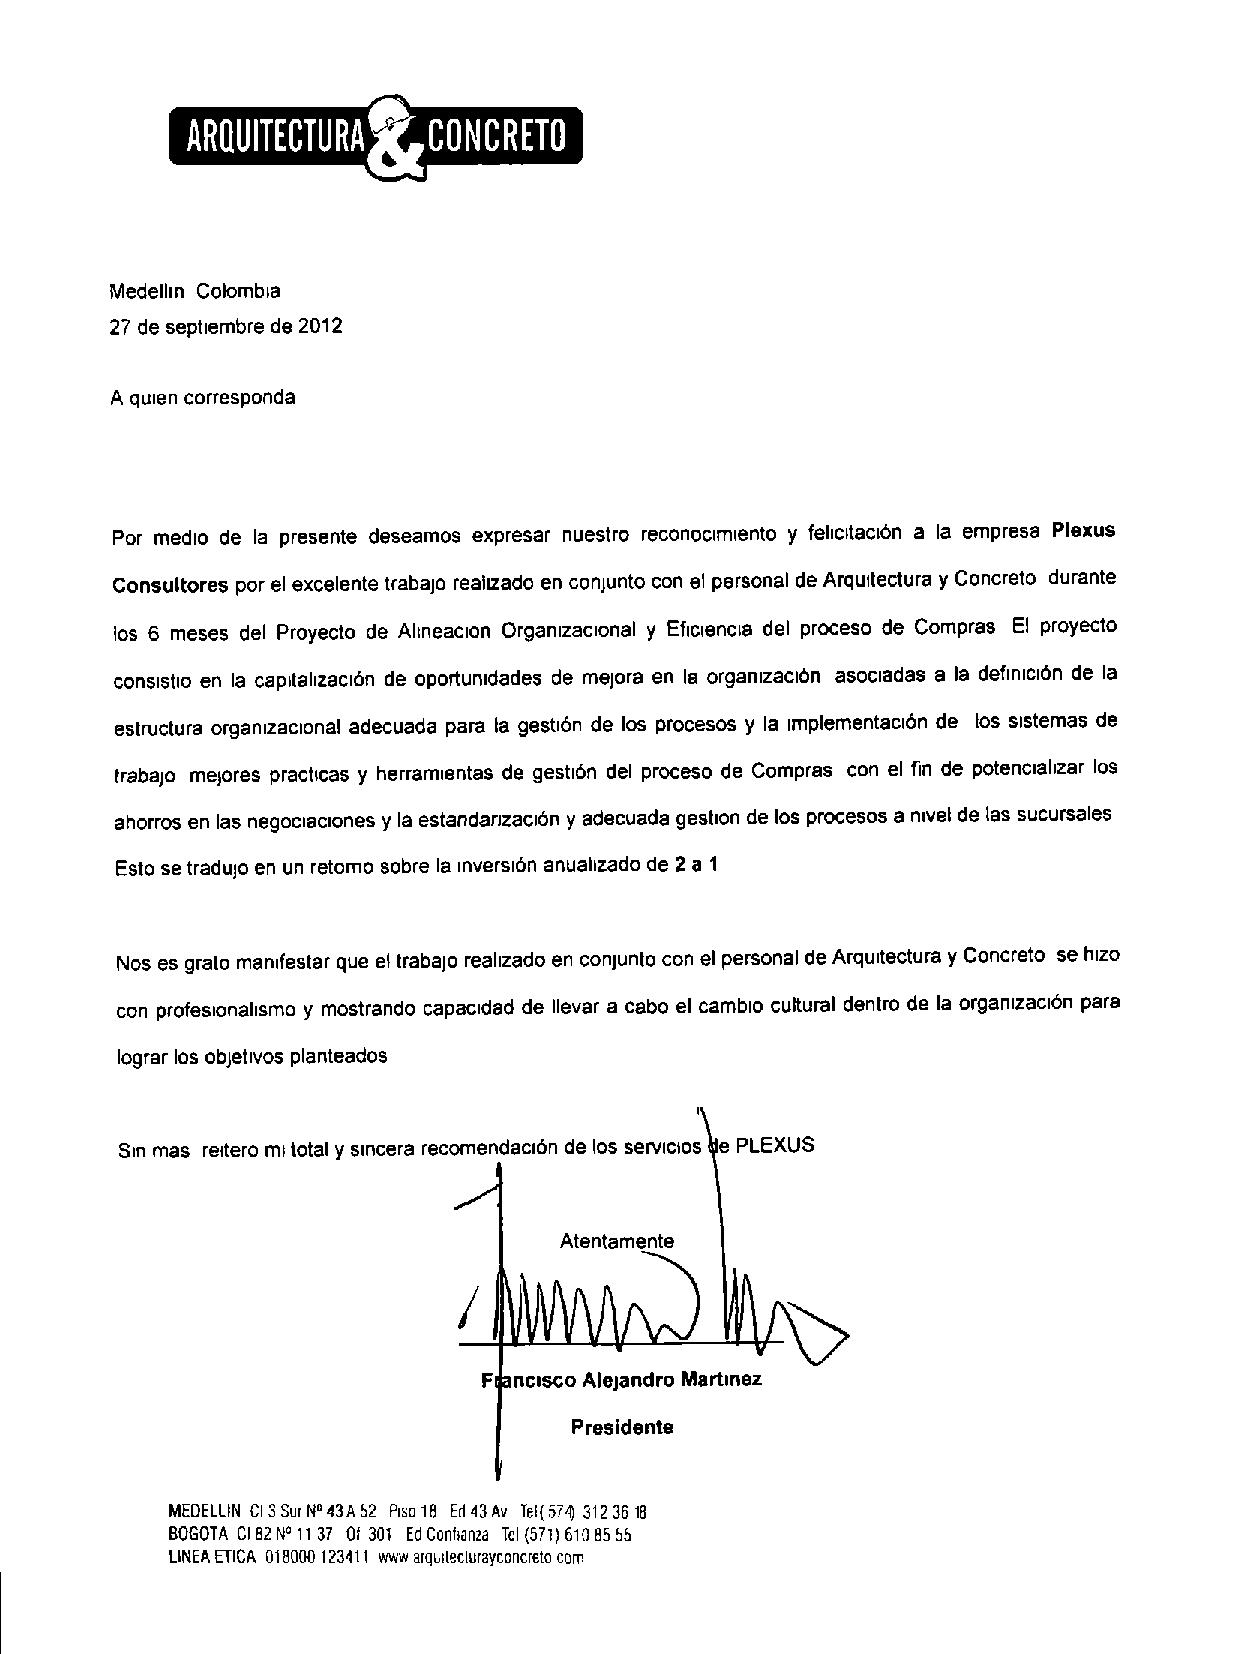 ARQUITECTURA & CONCRETO
Medellin Colombia
27 de septiembre de 2012
A quien corresponda
Por medio de la presente deseamos expresar nuestro reconocimiento y felicitación a la empresa Plexus
Consultores por el excelente trabajo realizado en conjunto con el personal de Arquitectura y Concreto durante
los 6 meses del Proyecto de Alineacion Organizacional y Eficiencia del proceso de Compras El proyecto
consistio en la capitalización de oportunidades de mejora en la organización asociadas a la definición de la
estructura organizacional adecuada para la gestión de los procesos y la implementación de los sistemas de
trabajo mejores practicas y herramientas de gestión del proceso de Compras con el fin de potencializar los
ahorros en las negociaciones y la estandarización y adecuada gestion de los procesos a nivel de las sucursales
Esto se tradujo en un retorno sobre la inversión anualizado de 2 a 1
Nos es grato manifestar que el trabajo realizado en conjunto con el personal de Arquitectura y Concreto se hizo
con profesionalismo y mostrando capacidad de llevar a cabo el cambio cultural dentro de la organización para
lograr los objetivos planteados
Sin mas reitero mi total y sincera recomendación de los servicios de PLEXUS
Atentamente
Francisco Alejandro Martinez
Presidente
MEDELLIN Cl 3 Sur Nº 43 A 52 Piso 18 Ed 43 Av Tel (574) 312 36 18
BOGOTA Cl 82 Nº 11 37 Of 301 Ed Confianza Tel (571) 610 85 55
LINEA ETICA 018000 123411 www arquitecturayconcreto com